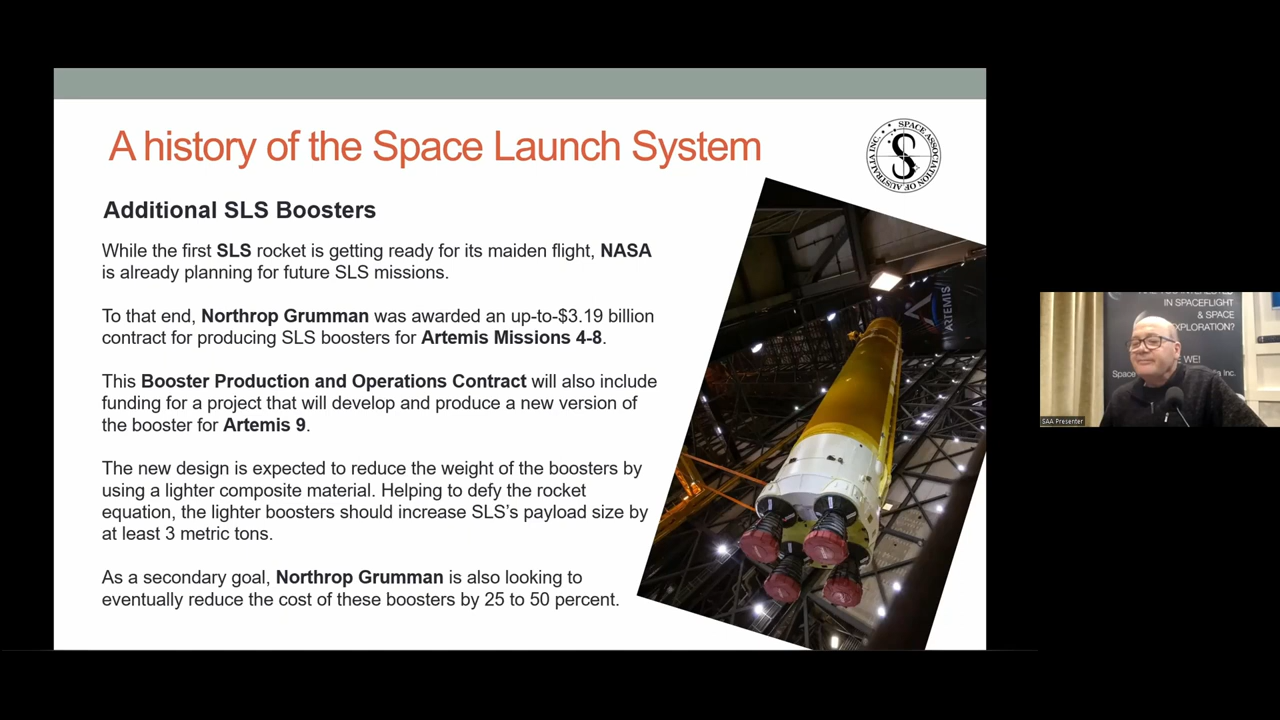 A history of the Space Launch System
SPACE ASSOCIATION OF AUSTRALIA INC.
Additional SLS Boosters
While the first SLS rocket is getting ready for its maiden flight, NASA
is already planning for future SLS missions.
To that end, Northrop Grumman was awarded an up-to-$3.19 billion
contract for producing SLS boosters for Artemis Missions 4-8.
This Booster Production and Operations Contract will also include
funding for a project that will develop and produce a new version of
the booster for Artemis 9.
The new design is expected to reduce the weight of the boosters by
using a lighter composite material. Helping to defy the rocket
equation, the lighter boosters should increase SLS’s payload size by
at least 3 metric tons.
As a secondary goal, Northrop Grumman is also looking to
eventually reduce the cost of these boosters by 25 to 50 percent.
ARTEMIS
IN SPACEFLIGHT
& SPACE
XPLORATION?
E WE!
Space
ia Inc.
SAA Presenter